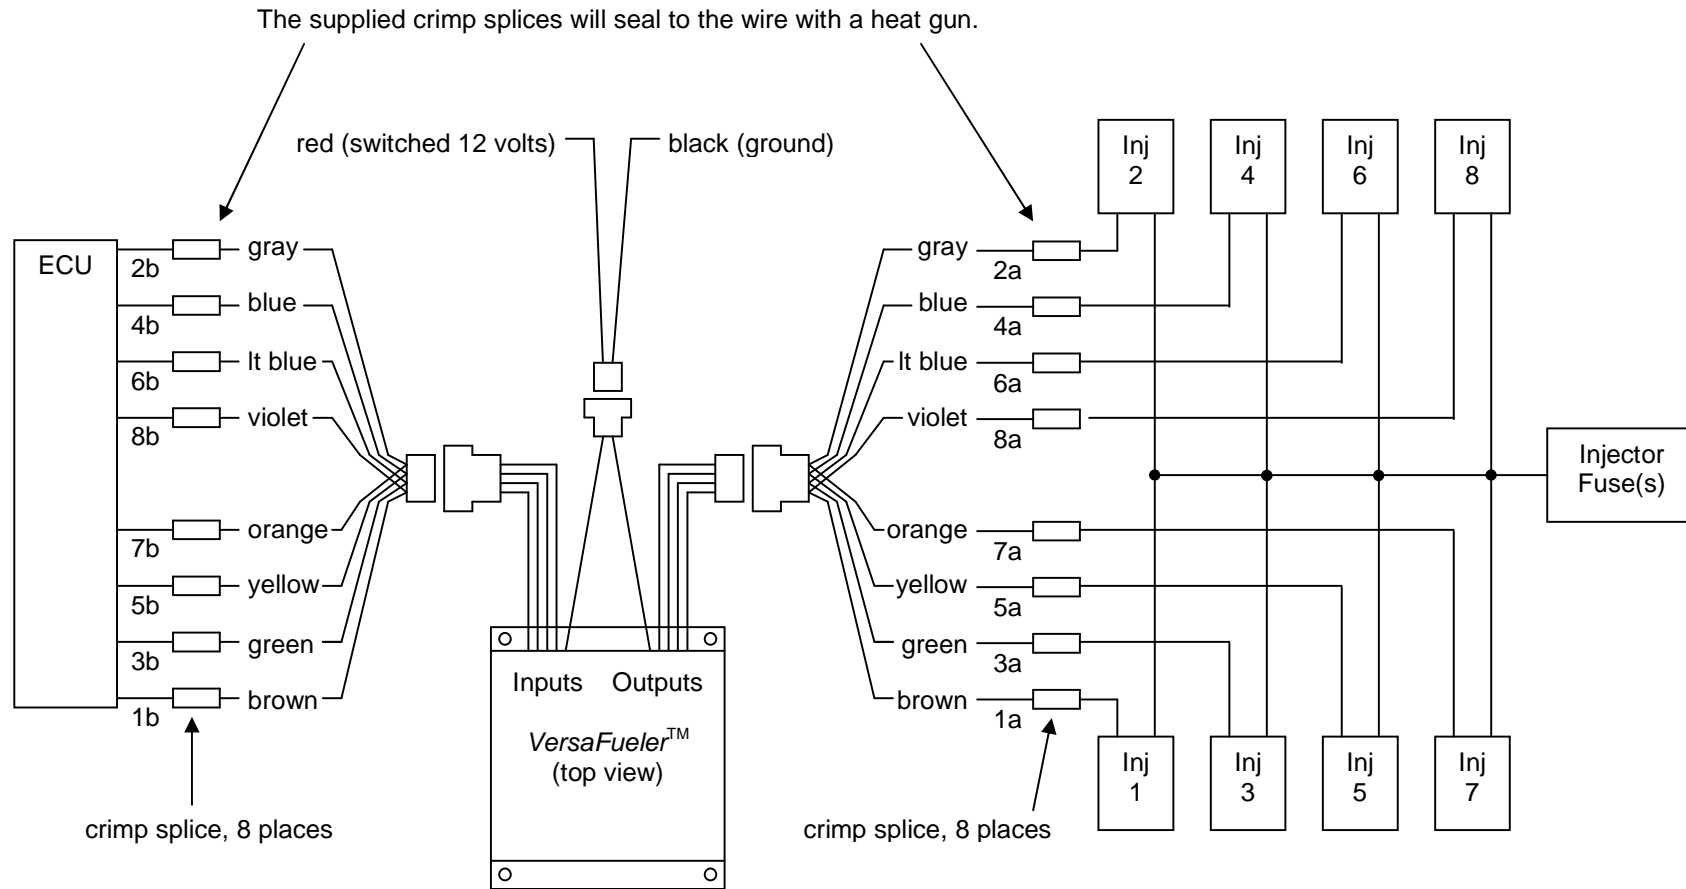 The supplied crimp splices will seal to the wire with a heat gun.
red (switched 12 volts)
black (ground)
Inj
2
Inj
4
Inj
6
Inj
8
ECU
2b
gray
4b
blue
6b
lt blue
8b
violet
7b
orange
5b
yellow
3b
green
1b
brown
gray
2a
blue
4a
lt blue
6a
violet
8a
orange
7a
yellow
5a
green
3a
brown
1a
Injector
Fuse(s)
Inputs
Outputs
VersaFueler™
(top view)
Inj
1
Inj
3
Inj
5
Inj
7
crimp splice, 8 places
crimp splice, 8 places